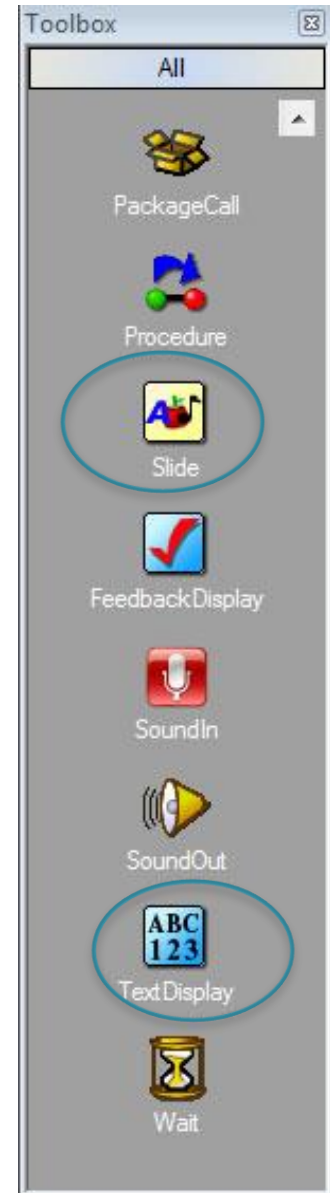 Toolbox
All
PackageCall
Procedure
A
Slide
FeedbackDisplay
SoundIn
SoundOut
ABC
123
TextDisplay
Wait